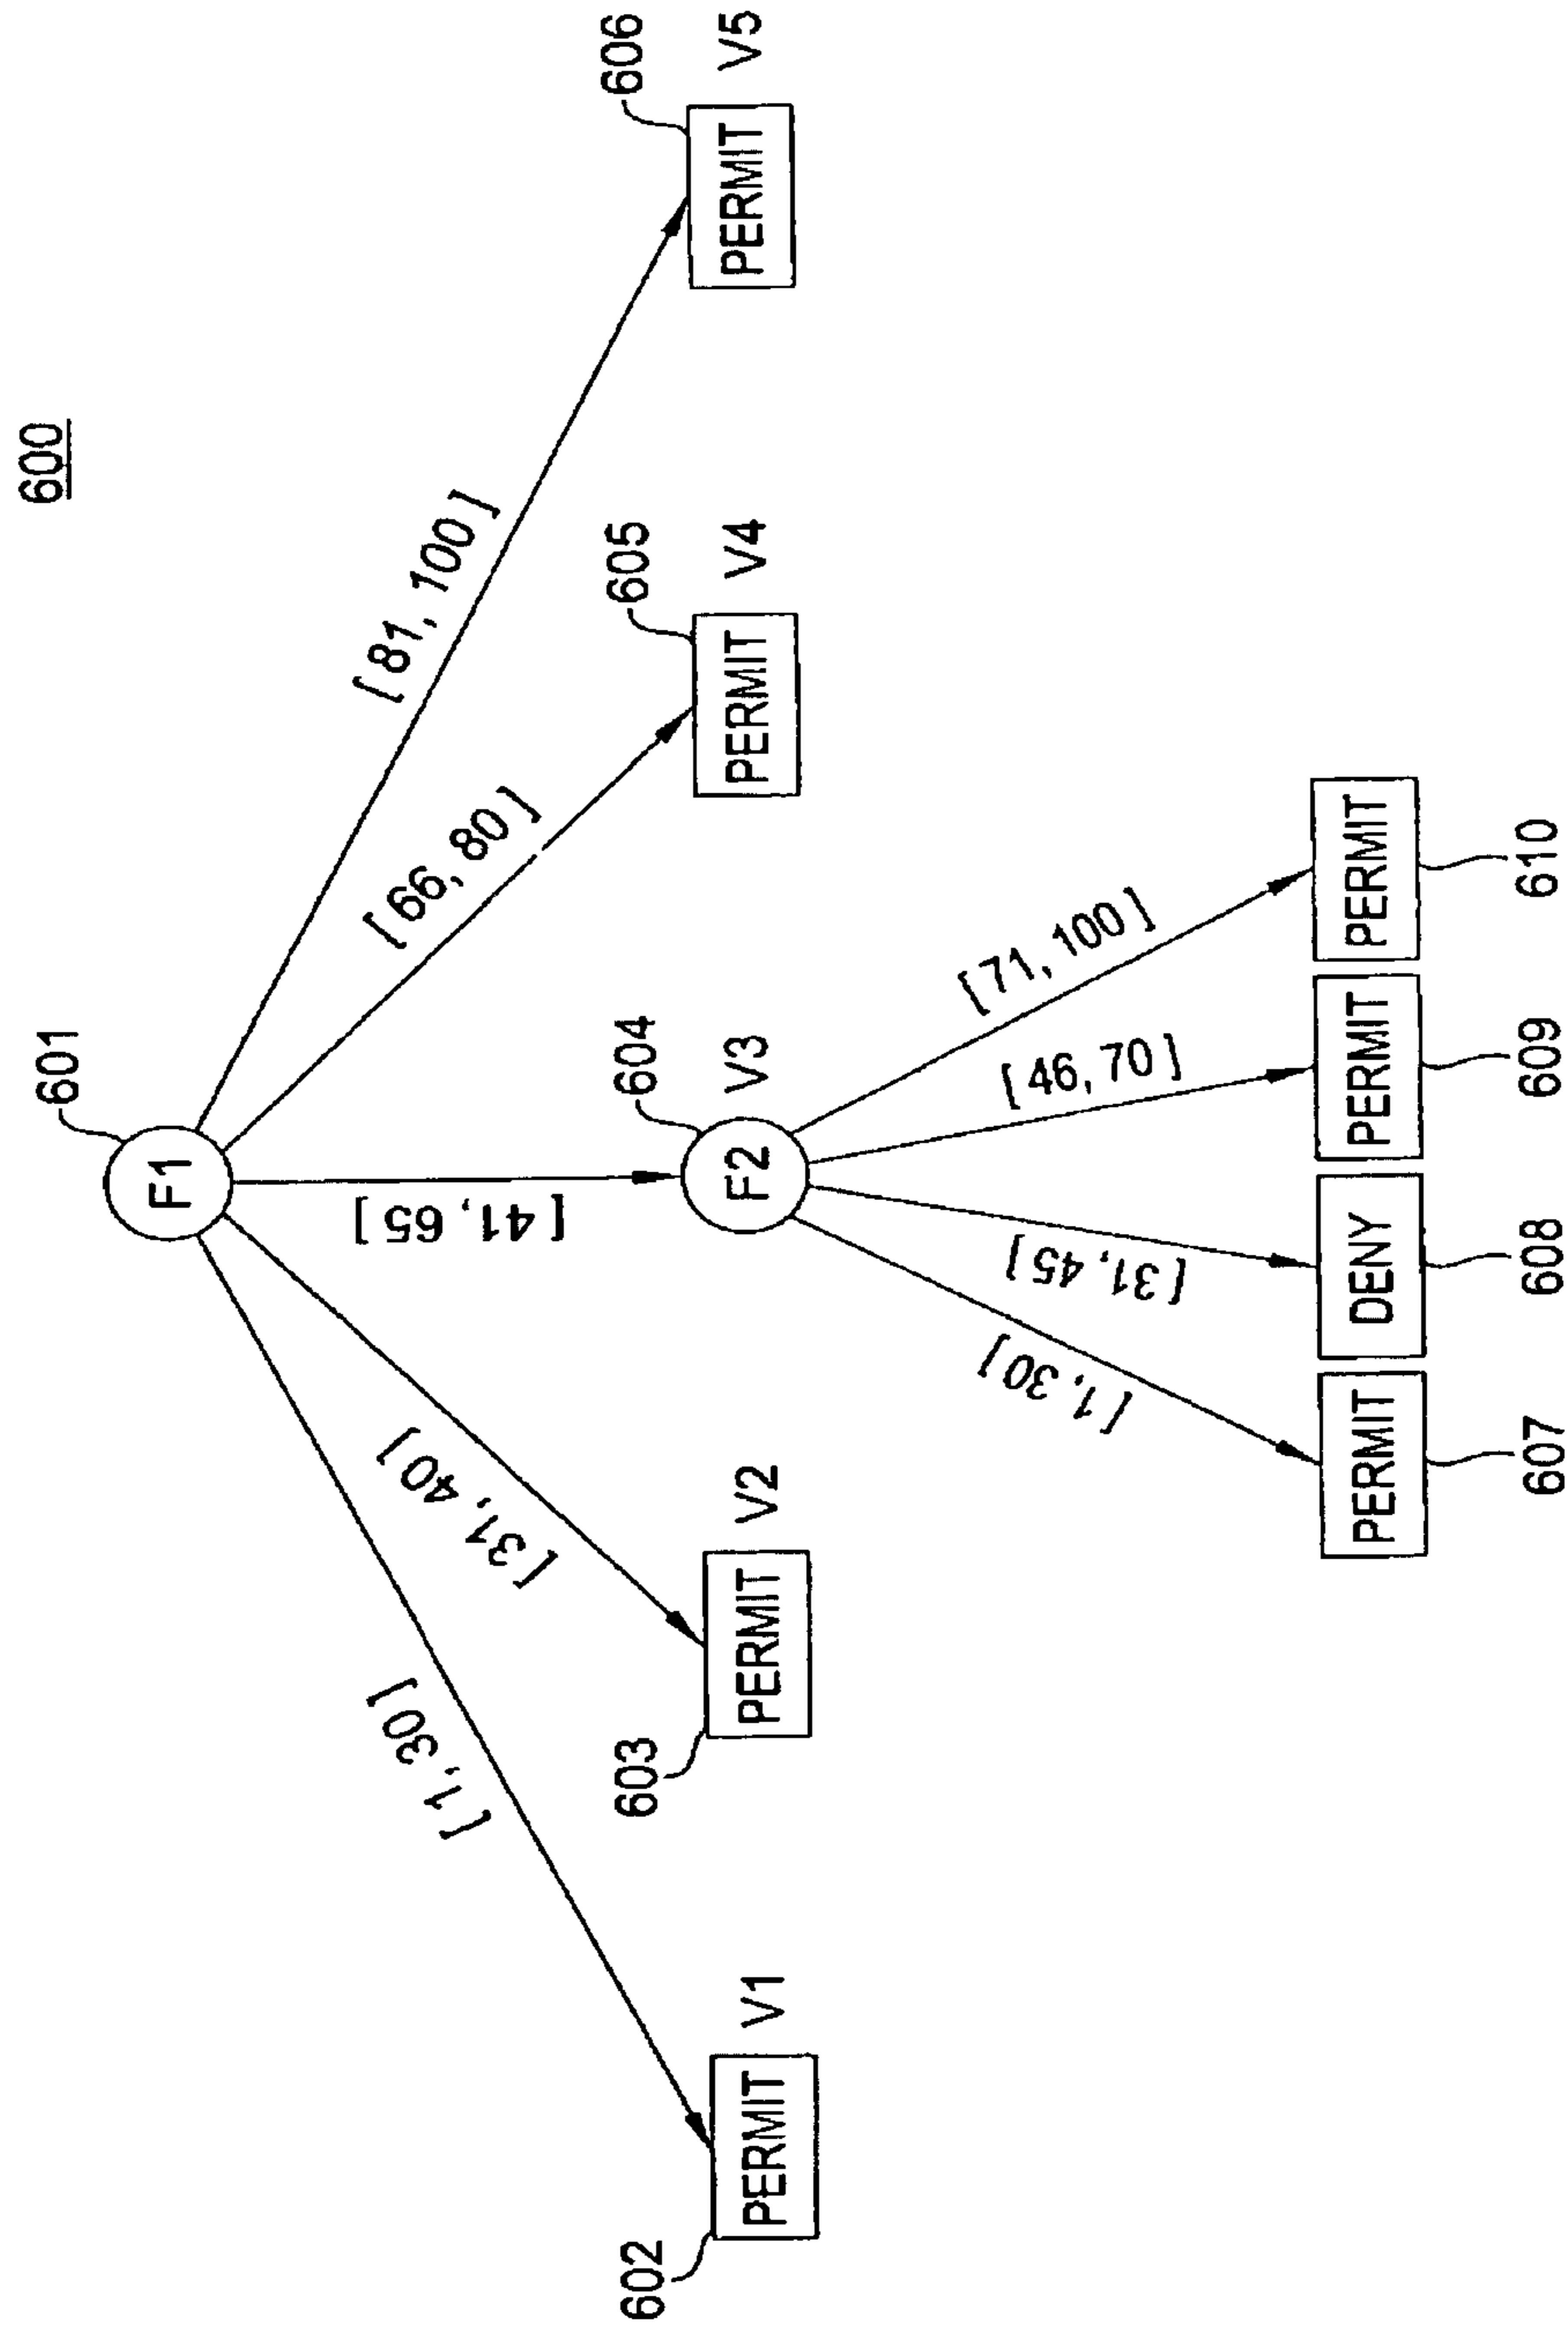 600
601
F1
[1,30]
[31,40]
[41,65]
[66,80]
[81,100]
602
PERMIT
V1
603
PERMIT
V2
604
F2
V3
605
PERMIT
V4
606
PERMIT
V5
[1,30]
[31,45]
[46,70]
[71,100]
PERMIT
DENY
PERMIT
PERMIT
607
608
609
610